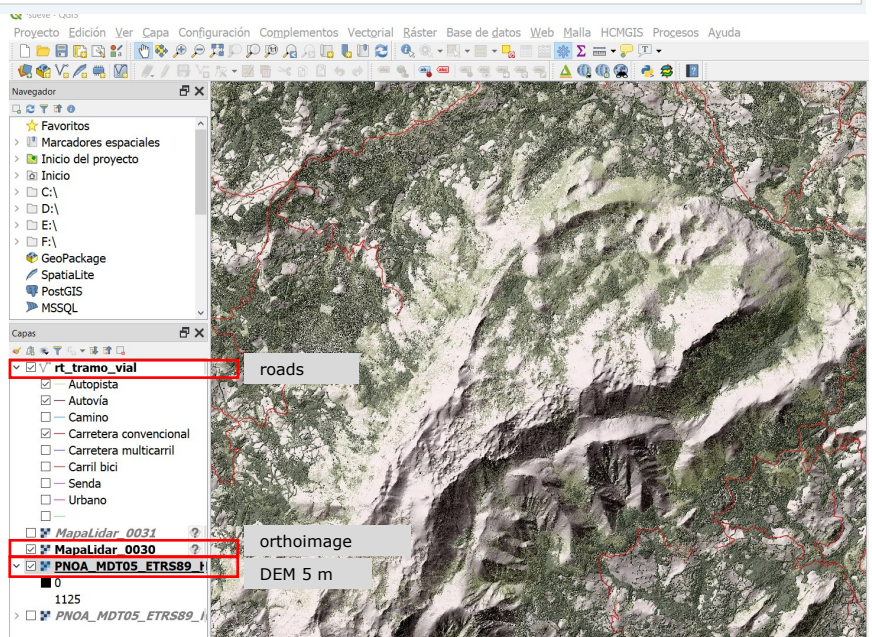 *sueve - QGIS
Proyecto Edición Ver Capa Configuración Complementos Vectorial Ráster Base de datos Web Malla HCMGIS Procesos Ayuda
Navegador
Favoritos
Marcadores espaciales
Inicio del proyecto
Inicio
C:\
D:\
E:\
F:\
GeoPackage
SpatiaLite
PostGIS
MSSQL
Capas
rt_tramo_vial
roads
Autopista
Autovía
Camino
Carretera convencional
Carretera multicarril
Carril bici
Senda
Urbano
MapaLidar_0031
MapaLidar_0030
orthoimage
PNOA_MDT05_ETRS89_H
DEM 5 m
0
1125
PNOA_MDT05_ETRS89_